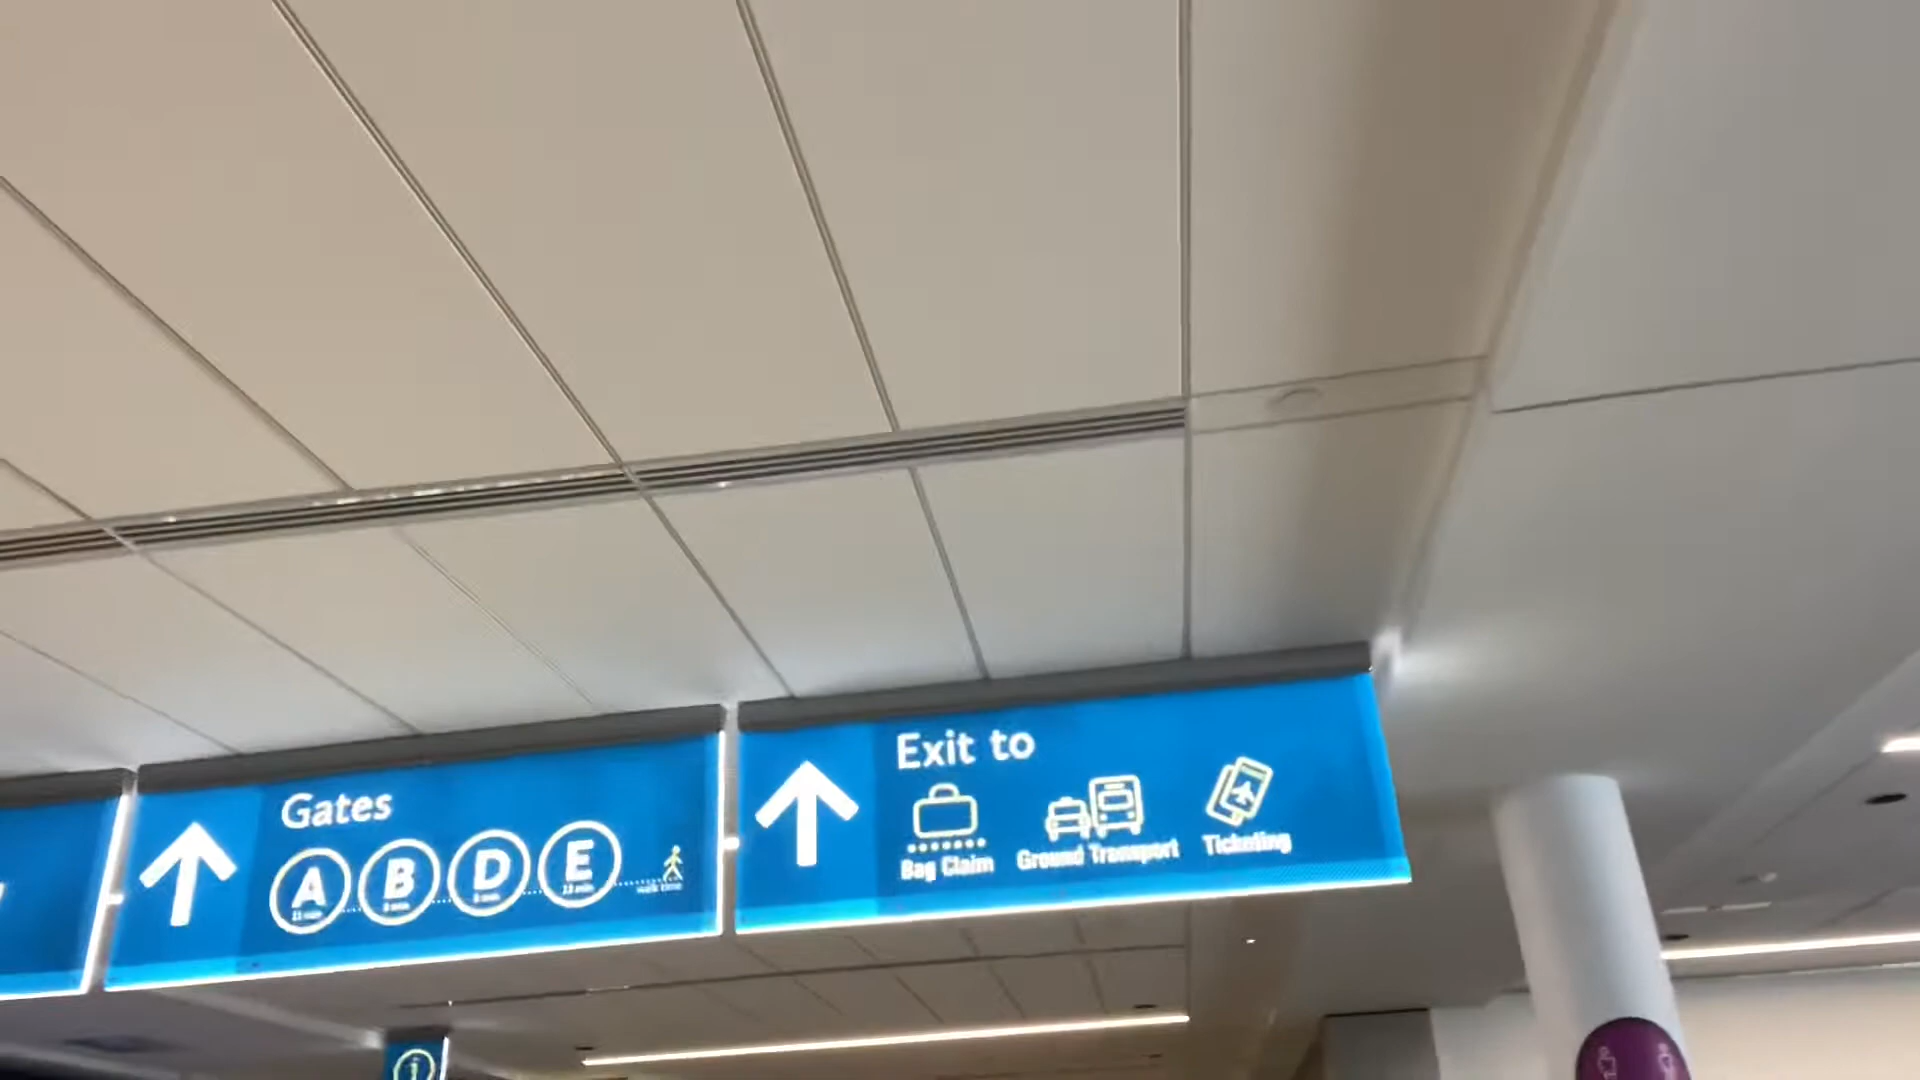 Gates
A B D E
walk time
Exit to
Bag Claim
Ground Transport
Ticketing
i